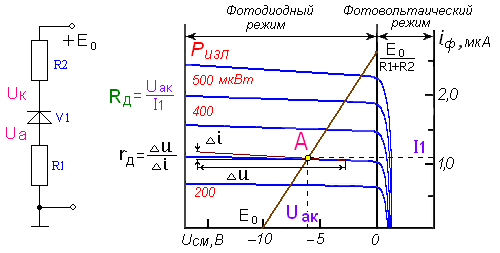 Фотодиодный режим
Фотовольтаический режим
+E₀
R2
Uк
V1
Uа
R1
Rд=Uак/I1
rд=Δu/Δi
Pизл
500 мкВт
400
200
E₀/R1+R2
iф,мкА
2,0
A
I1
1,0
Δi
Δu
E₀
Uак
Uсм,В
–10
–5
0